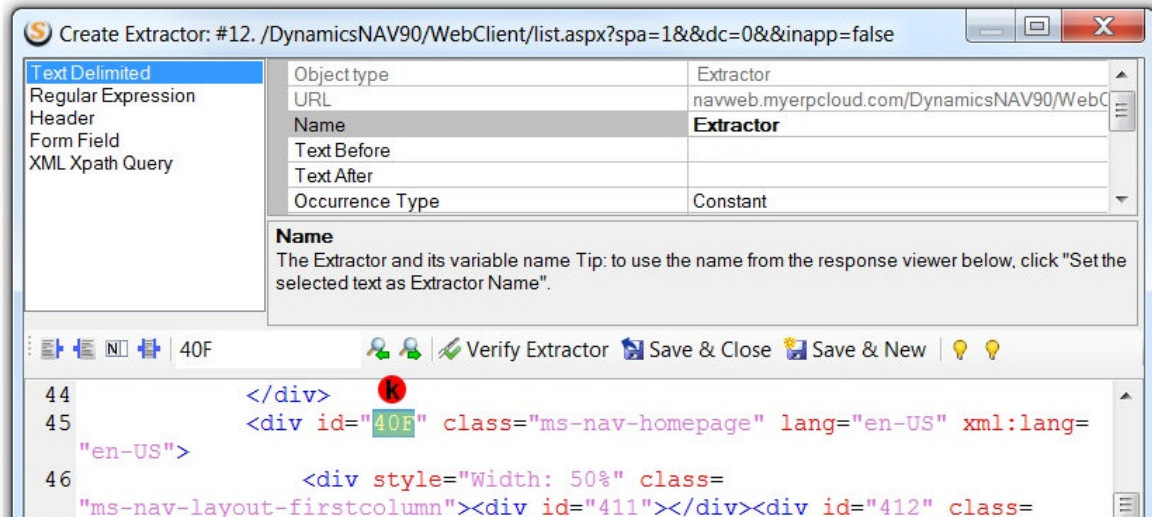 Create Extractor: #12. /DynamicsNAV90/WebClient/list.aspx?spa=1&&dc=0&&inapp=false
Text Delimited
Regular Expression
Header
Form Field
XML Xpath Query
Object type Extractor
URL navweb.myerpcloud.com/DynamicsNAV90/WebC
Name Extractor
Text Before
Text After
Occurrence Type Constant
Name
The Extractor and its variable name Tip: to use the name from the response viewer below, click "Set the
selected text as Extractor Name".
40F Verify Extractor Save & Close Save & New
k
44 </div>
45 <div id="40F" class="ms-nav-homepage" lang="en-US" xml:lang=
"en-US">
46 <div style="Width: 50%" class=
"ms-nav-layout-firstcolumn"><div id="411"></div><div id="412" class=